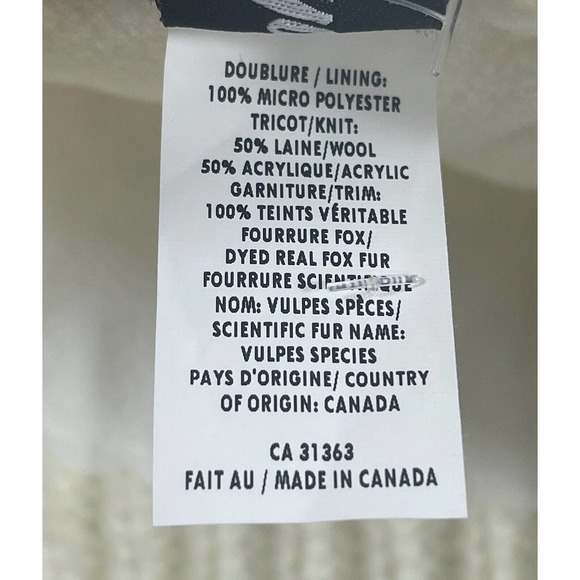 DOUBLURE / LINING:
100% MICRO POLYESTER
TRICOT/KNIT:
50% LAINE/WOOL
50% ACRYLIQUE/ACRYLIC
GARNITURE/TRIM:
100% TEINTS VÉRITABLE
FOURRURE FOX/
DYED REAL FOX FUR
FOURRURE SCIENTIFIQUE
NOM: VULPES SPÈCES/
SCIENTIFIC FUR NAME:
VULPES SPECIES
PAYS D'ORIGINE/ COUNTRY
OF ORIGIN: CANADA
CA 31363
FAIT AU / MADE IN CANADA